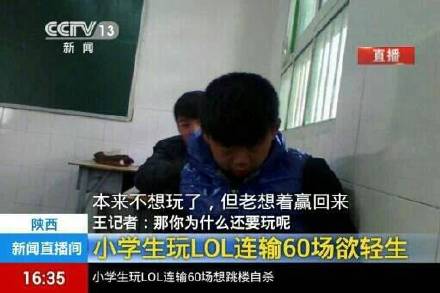 CCTV 13
新闻
直播
本来不想玩了，但老想着赢回来
王记者：那你为什么还要玩呢
陕西
新闻直播间
小学生玩LOL连输60场欲轻生
16:35
小学生玩LOL连输60场想跳楼自杀